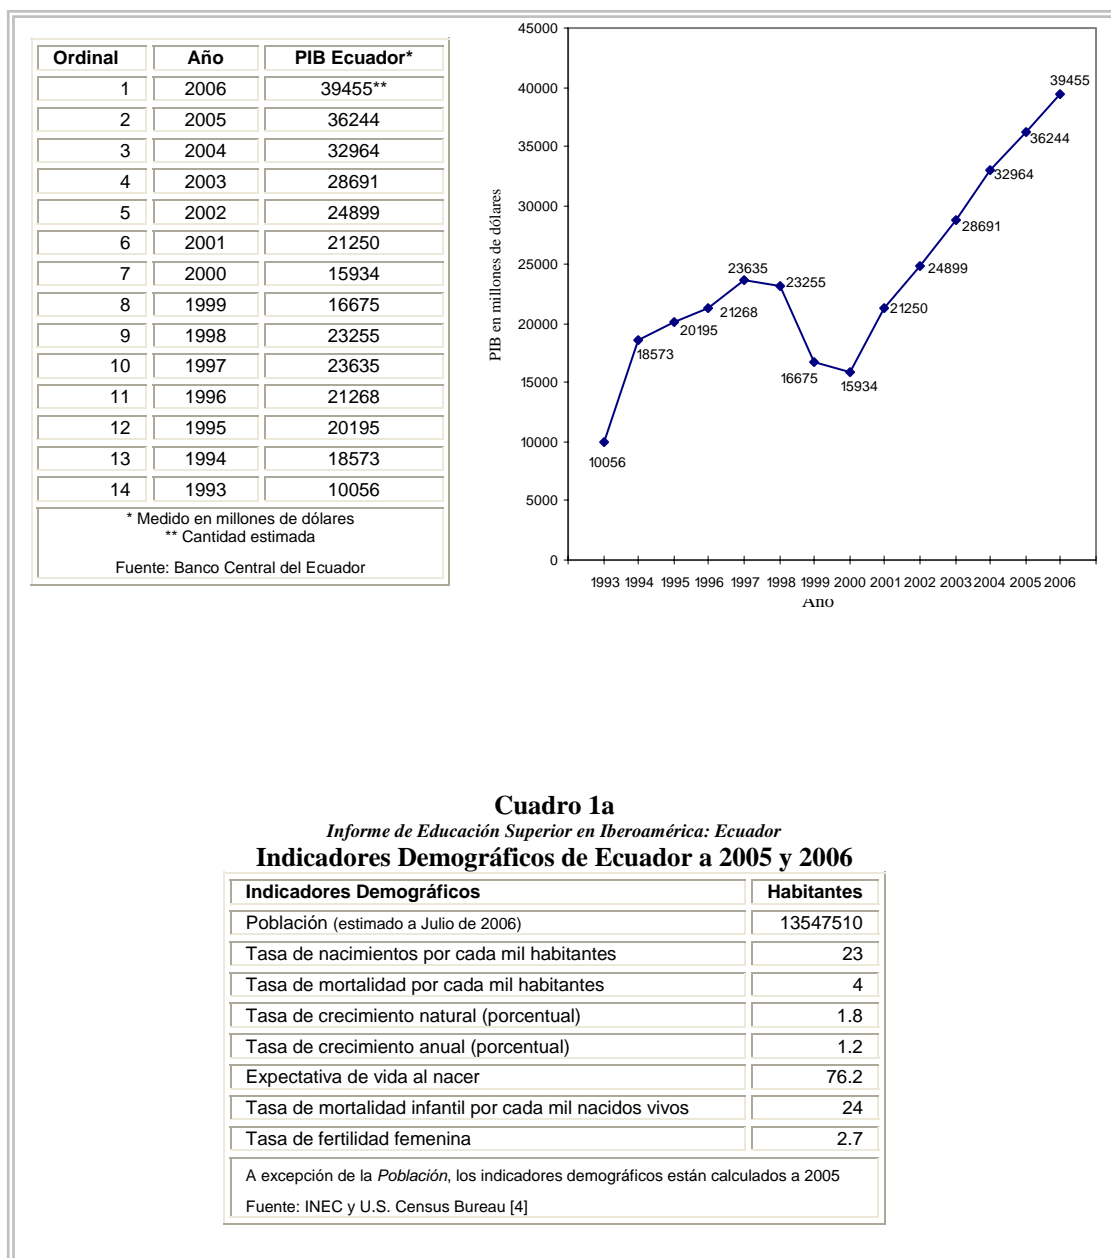 Ordinal Año PIB Ecuador*
1 2006 39455**
2 2005 36244
3 2004 32964
4 2003 28691
5 2002 24899
6 2001 21250
7 2000 15934
8 1999 16675
9 1998 23255
10 1997 23635
11 1996 21268
12 1995 20195
13 1994 18573
14 1993 10056
* Medido en millones de dólares
** Cantidad estimada
Fuente: Banco Central del Ecuador
PIB en millones de dólares
45000
40000
35000
30000
25000
20000
15000
10000
5000
0
10056
18573
20195
21268
23635
23255
16675
15934
21250
24899
28691
32964
36244
39455
1993 1994 1995 1996 1997 1998 1999 2000 2001 2002 2003 2004 2005 2006
Año
Cuadro 1a
Informe de Educación Superior en Iberoamérica: Ecuador
Indicadores Demográficos de Ecuador a 2005 y 2006
Indicadores Demográficos Habitantes
Población (estimado a Julio de 2006) 13547510
Tasa de nacimientos por cada mil habitantes 23
Tasa de mortalidad por cada mil habitantes 4
Tasa de crecimiento natural (porcentual) 1.8
Tasa de crecimiento anual (porcentual) 1.2
Expectativa de vida al nacer 76.2
Tasa de mortalidad infantil por cada mil nacidos vivos 24
Tasa de fertilidad femenina 2.7
A excepción de la Población, los indicadores demográficos están calculados a 2005
Fuente: INEC y U.S. Census Bureau [4]